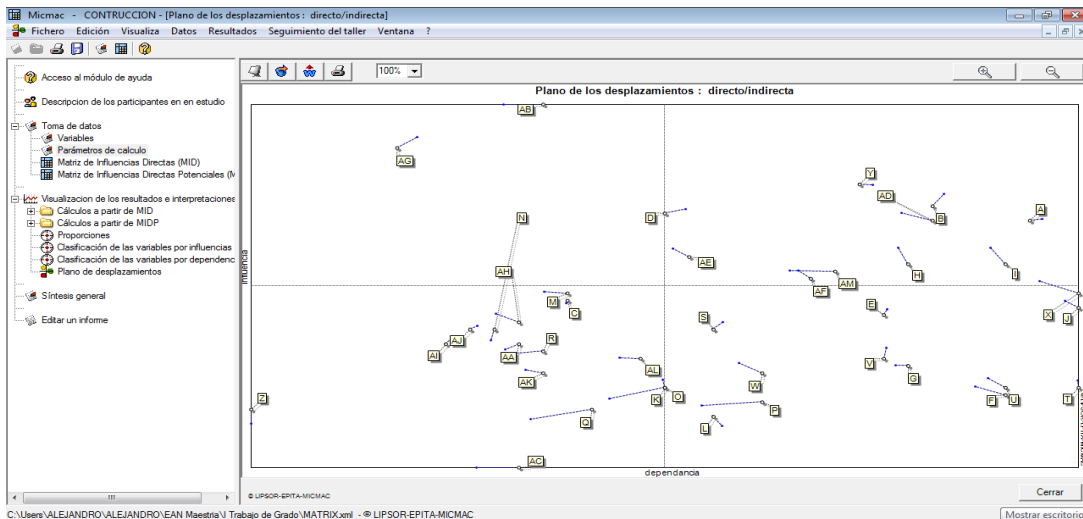 Micmac - CONTRUCCION - [Plano de los desplazamientos : directo/indirecta]
Fichero Edición Visualiza Datos Resultados Seguimiento del taller Ventana ?
100%
Acceso al módulo de ayuda
Descripcion de los participantes en en estudio
Toma de datos
Variables
Parámetros de calculo
Matriz de Influencias Directas (MID)
Matriz de Influencias Directas Potenciales (M
Visualizacion de los resultados e interpretaciones
Cálculos a partir de MID
Cálculos a partir de MIDP
Proporciones
Clasificación de las variables por influencias
Clasificación de las variables por dependenc
Plano de desplazamientos
Síntesis general
Editar un informe
Plano de los desplazamientos : directo/indirecta
AB
AG
Y
AD
N
D
B
A
AE
AH
H
I
AF
AM
M
C
E
X
J
S
AI
AJ
R
AA
AL
V
G
AK
W
Z
K
O
F
U
T
Q
L
P
AC
influencia
dependancia
© LIPSOR-EPITA-MICMAC
Cerrar
C:\Users\ALEJANDRO\ALEJANDRO\EAN Maestria\I Trabajo de Grado\MATRIX.xml - © LIPSOR-EPITA-MICMAC
Mostrar escritorio